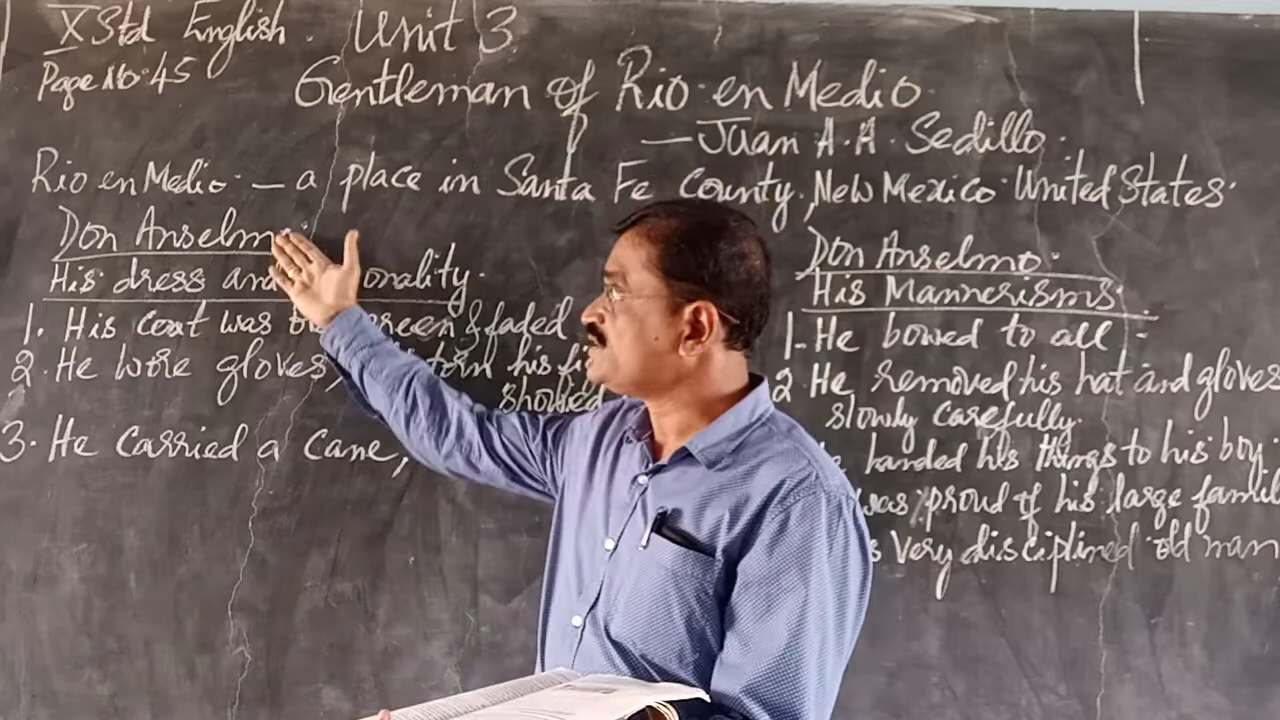 X Std English. Unit 3
Page No. 45
Gentleman of Rio en Medio.
— Juan A.A. Sedillo.
Rio en Medio — a place in Santa Fe County, New Mexico United States.
Don Anselmo
His dress and onality.
1. His coat was green & faded
2. He wore gloves, torn his
showed
3. He carried a cane,
Don Anselmo.
His Mannerisms.
1. He bowed to all -
2. He removed his hat and gloves
slowly carefully.
handed his things to his boy.
was proud of his large
very disciplined old man